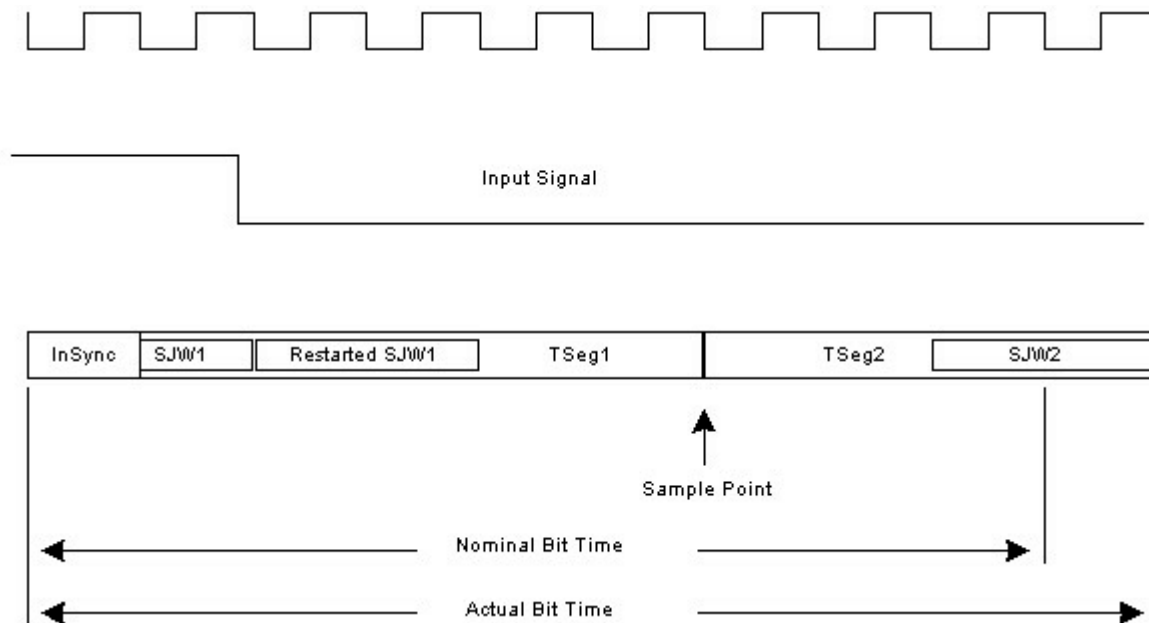 Input Signal
InSync SJW1 Restarted SJW1 TSeg1 TSeg2 SJW2
Sample Point
Nominal Bit Time
Actual Bit Time